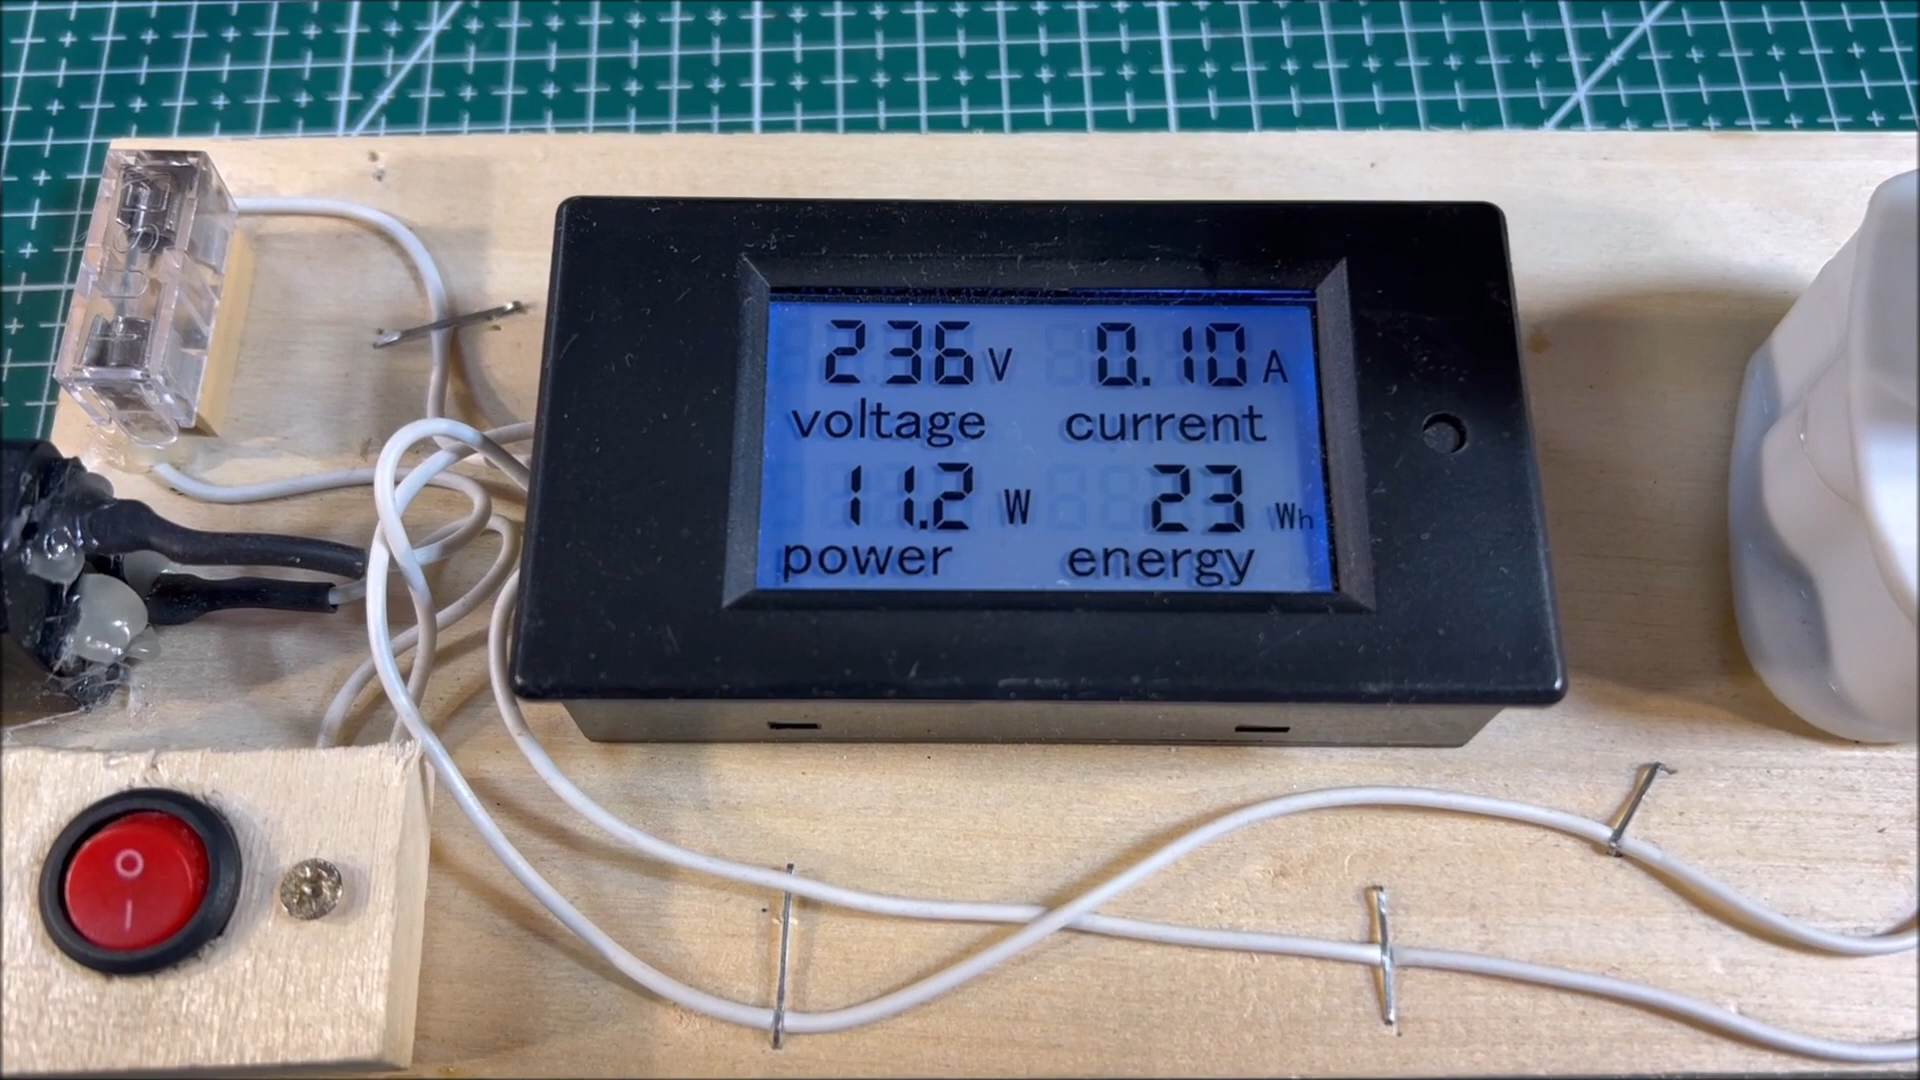 236 V 0.10 A
voltage current
11.2 W 23 Wh
power energy